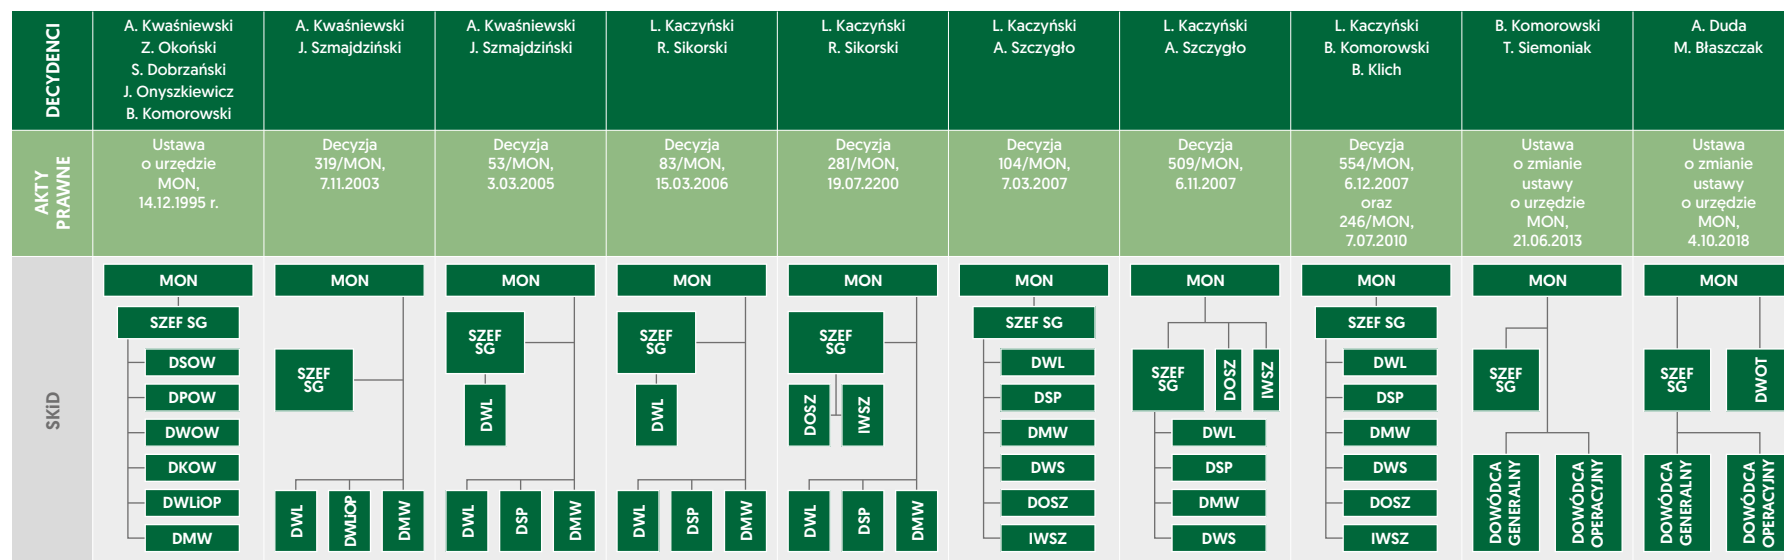 DECYDENCI
A. Kwaśniewski
Z. Okoński
S. Dobrzański
J. Onyszkiewicz
B. Komorowski
A. Kwaśniewski
J. Szmajdziński
A. Kwaśniewski
J. Szmajdziński
L. Kaczyński
R. Sikorski
L. Kaczyński
R. Sikorski
L. Kaczyński
A. Szczygło
L. Kaczyński
A. Szczygło
L. Kaczyński
B. Komorowski
B. Klich
B. Komorowski
T. Siemoniak
A. Duda
M. Błaszczak
AKTY
PRAWNE
Ustawa
o urzędzie
MON,
14.12.1995 r.
Decyzja
319/MON,
7.11.2003
Decyzja
53/MON,
3.03.2005
Decyzja
83/MON,
15.03.2006
Decyzja
281/MON,
19.07.2200
Decyzja
104/MON,
7.03.2007
Decyzja
509/MON,
6.11.2007
Decyzja
554/MON,
6.12.2007
oraz
246/MON,
7.07.2010
Ustawa
o zmianie
ustawy
o urzędzie
MON,
21.06.2013
Ustawa
o zmianie
ustawy
o urzędzie
MON,
4.10.2018
SKiD
MON
SZEF SG
DSOW
DPOW
DWOW
DKOW
DWLiOP
DMW
MON
SZEF
SG
DWL
DWLiOP
DMW
MON
SZEF
SG
DWL
DWL
DSP
DMW
MON
SZEF
SG
DWL
DWL
DSP
DMW
MON
SZEF
SG
DOSZ
IWSZ
DWL
DSP
DMW
MON
SZEF SG
DWL
DSP
DMW
DWS
DOSZ
IWSZ
MON
SZEF
SG
DOSZ
IWSZ
DWL
DSP
DMW
DWS
MON
SZEF SG
DWL
DSP
DMW
DWS
DOSZ
IWSZ
MON
SZEF
SG
DOWÓDCA
GENERALNY
DOWÓDCA
OPERACYJNY
MON
SZEF
SG
DWOT
DOWÓDCA
GENERALNY
DOWÓDCA
OPERACYJNY